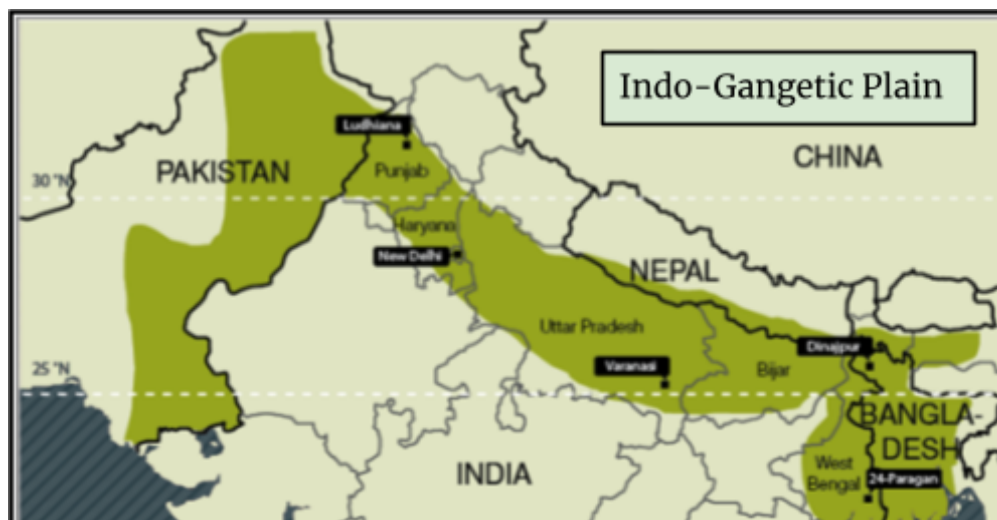 Indo-Gangetic Plain
Ludhiana
CHINA
PAKISTAN
Punjab
30 °N
Haryana
New Delhi
NEPAL
Uttar Pradesh
Dinajpur
Varanasi
Bijar
25 °N
BANGLA-
DESH
INDIA
West
Bengal
24-Paragan